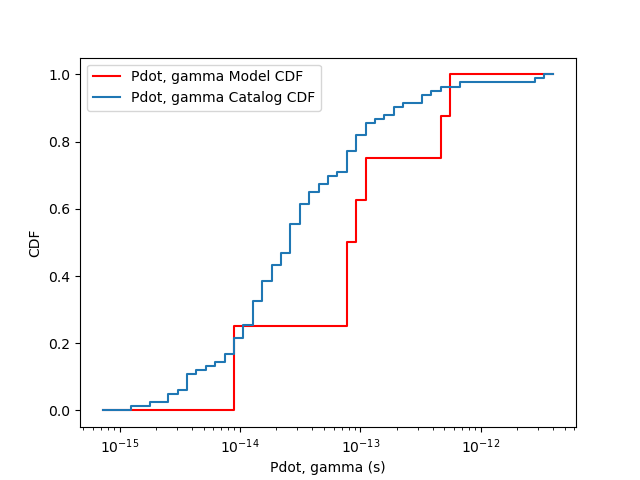 Pdot, gamma Model CDF
Pdot, gamma Catalog CDF
1.0
0.8
0.6
0.4
0.2
0.0
CDF
10⁻¹⁵ 10⁻¹⁴ 10⁻¹³ 10⁻¹²
Pdot, gamma (s)